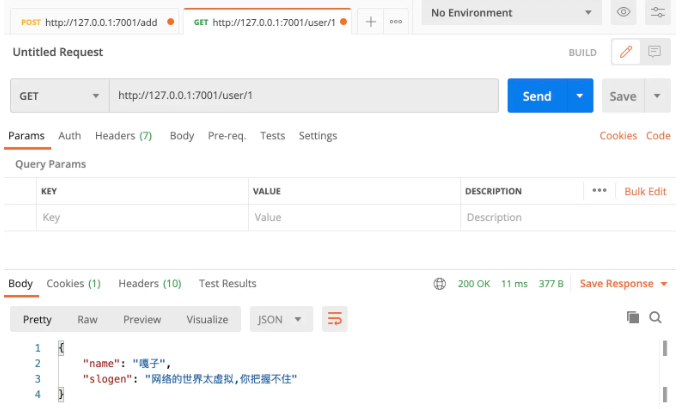 POST http://127.0.0.1:7001/add GET http://127.0.0.1:7001/user/1 No Environment
Untitled Request BUILD
GET http://127.0.0.1:7001/user/1 Send Save
Params Auth Headers (7) Body Pre-req. Tests Settings Cookies Code
Query Params
KEY VALUE DESCRIPTION Bulk Edit
Key Value Description
Body Cookies (1) Headers (10) Test Results 200 OK 11 ms 377 B Save Response
Pretty Raw Preview Visualize JSON
1 {
2 "name": "嘎子",
3 "slogen": "网络的世界太虚拟,你把握不住"
4 }